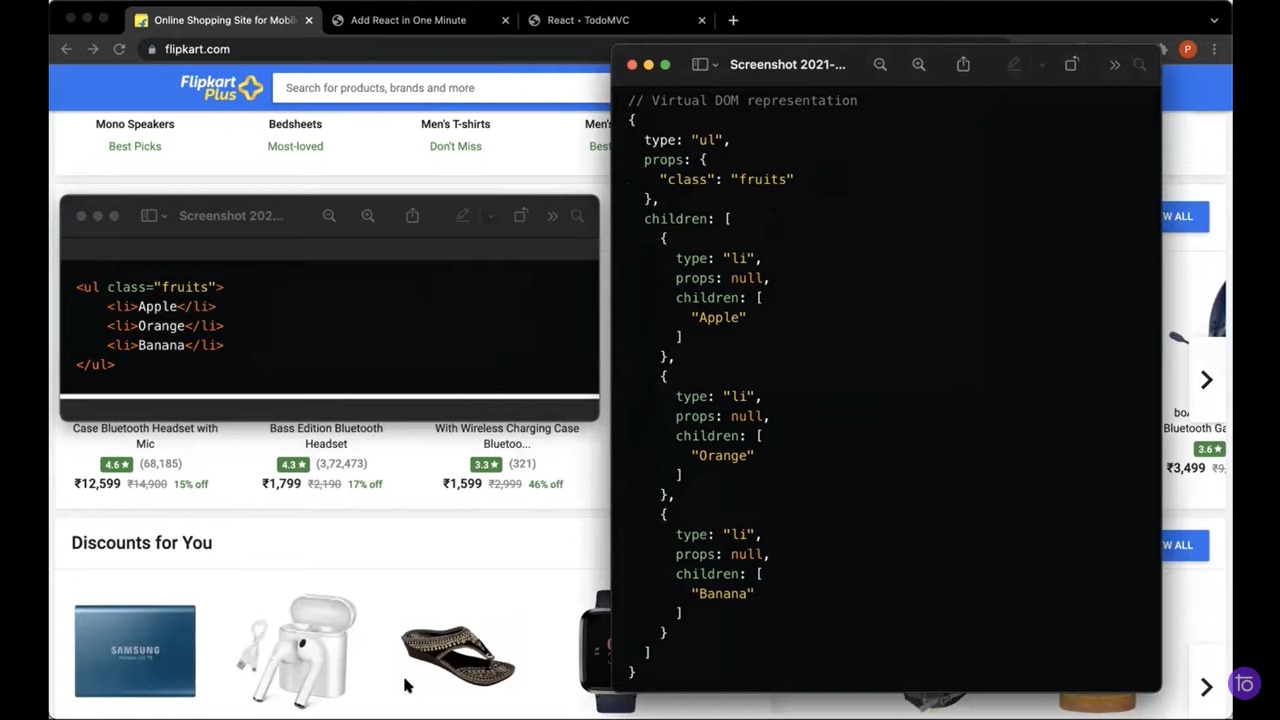 Online Shopping Site for Mobil
Add React in One Minute
React • TodoMVC
flipkart.com
P
Flipkart
Plus
Search for products, brands and more
Mono Speakers
Best Picks
Bedsheets
Most-loved
Men's T-shirts
Don't Miss
Men's
Best
Screenshot 202...
<ul class="fruits">
    <li>Apple</li>
    <li>Orange</li>
    <li>Banana</li>
</ul>
Screenshot 2021-...
// Virtual DOM representation
{
  type: "ul",
  props: {
    "class": "fruits"
  },
  children: [
    {
      type: "li",
      props: null,
      children: [
        "Apple"
      ]
    },
    {
      type: "li",
      props: null,
      children: [
        "Orange"
      ]
    },
    {
      type: "li",
      props: null,
      children: [
        "Banana"
      ]
    }
  ]
}
W ALL
Case Bluetooth Headset with
Mic
4.6★ (68,185)
₹12,599 ₹14,900 15% off
Bass Edition Bluetooth
Headset
4.3★ (3,72,473)
₹1,799 ₹2,190 17% off
With Wireless Charging Case
Bluetoo...
3.3★ (321)
₹1,599 ₹2,999 46% off
Bluetooth Ga
3.6★
₹3,499
Discounts for You
W ALL
SAMSUNG